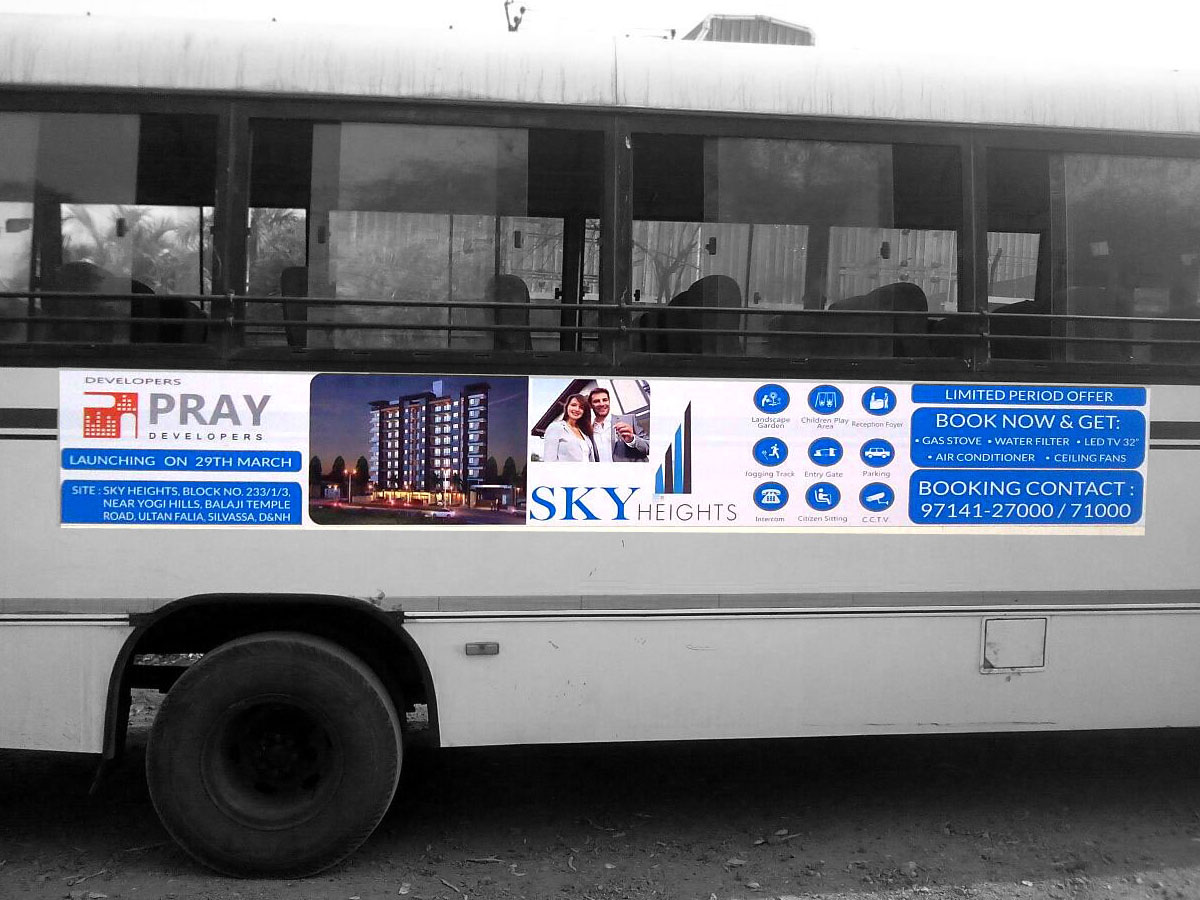 DEVELOPERS
PRAY
DEVELOPERS
LAUNCHING ON 29TH MARCH
SITE : SKY HEIGHTS, BLOCK NO. 233/1/3,
NEAR YOGI HILLS, BALAJI TEMPLE
ROAD, ULTAN FALIA, SILVASSA, D&NH
SKY HEIGHTS
Landscape Garden
Children Play Area
Reception Foyer
Jogging Track
Entry Gate
Parking
Intercom
Citizen Sitting
C.C.T.V.
LIMITED PERIOD OFFER
BOOK NOW & GET:
• GAS STOVE • WATER FILTER • LED TV 32"
• AIR CONDITIONER • CEILING FANS
BOOKING CONTACT :
97141-27000 / 71000